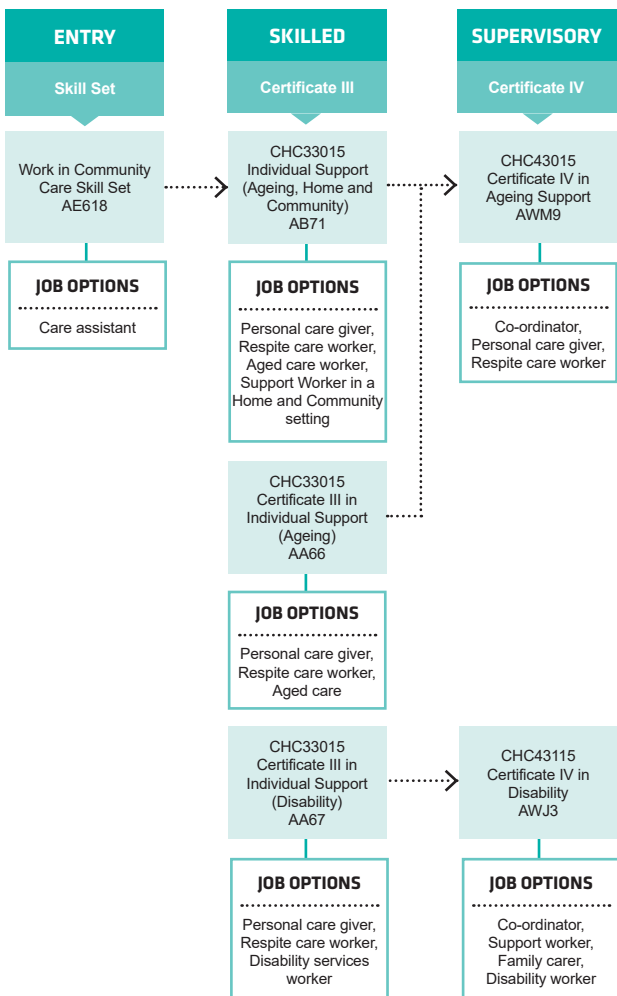 ENTRY
Skill Set
Work in Community
Care Skill Set
AE618
JOB OPTIONS
Care assistant
SKILLED
Certificate III
CHC33015
Individual Support
(Ageing, Home and
Community)
AB71
JOB OPTIONS
Personal care giver,
Respite care worker,
Aged care worker,
Support Worker in a
Home and Community
setting
CHC33015
Certificate III in
Individual Support
(Ageing)
AA66
JOB OPTIONS
Personal care giver,
Respite care worker,
Aged care
CHC33015
Certificate III in
Individual Support
(Disability)
AA67
JOB OPTIONS
Personal care giver,
Respite care worker,
Disability services
worker
SUPERVISORY
Certificate IV
CHC43015
Certificate IV in
Ageing Support
AWM9
JOB OPTIONS
Co-ordinator,
Personal care giver,
Respite care worker
CHC43115
Certificate IV in
Disability
AWJ3
JOB OPTIONS
Co-ordinator,
Support worker,
Family carer,
Disability worker